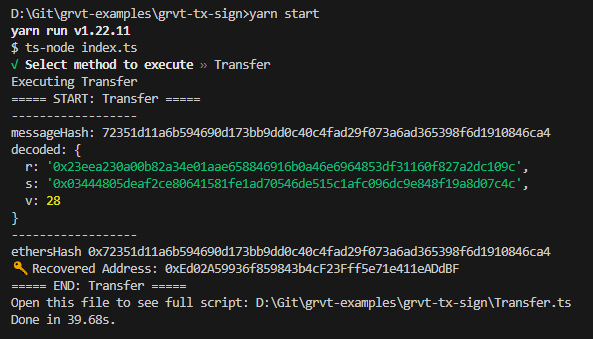 D:\Git\grvt-examples\grvt-tx-sign>yarn start
yarn run v1.22.11
$ ts-node index.ts
√ Select method to execute » Transfer
Executing Transfer
===== START: Transfer =====
------------------
messageHash: 72351d11a6b594690d173bb9dd0c40c4fad29f073a6ad365398f6d1910846ca4
decoded: {
  r: '0x23eea230a00b82a34e01aae658846916b0a46e6964853df31160f827a2dc109c',
  s: '0x03444805deaf2ce80641581fe1ad70546de515c1afc096dc9e848f19a8d07c4c',
  v: 28
}
------------------
ethersHash 0x72351d11a6b594690d173bb9dd0c40c4fad29f073a6ad365398f6d1910846ca4
🔑 Recovered Address: 0xEd02A59936f859843b4cF23Fff5e71e411eADdBF
===== END: Transfer =====
Open this file to see full script: D:\Git\grvt-examples\grvt-tx-sign\Transfer.ts
Done in 39.68s.